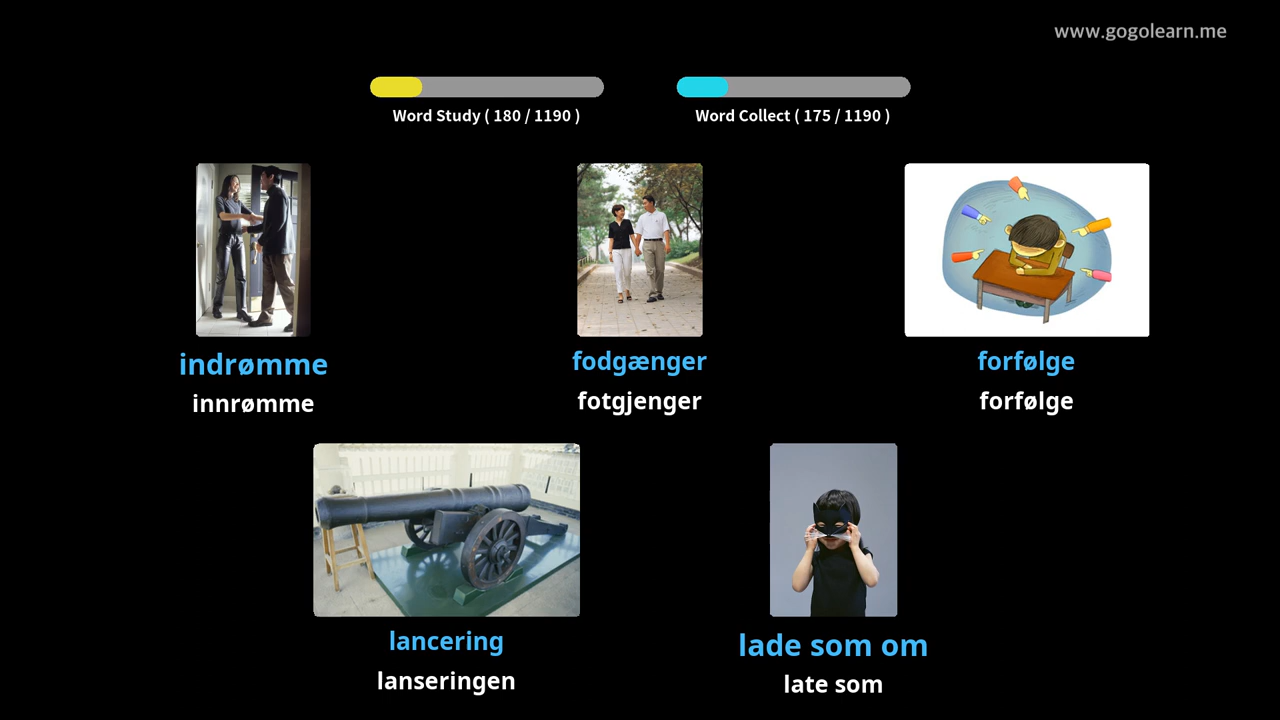 www.gogolearn.me
Word Study ( 180 / 1190 )
Word Collect ( 175 / 1190 )
indrømme
innrømme
fodgænger
fotgjenger
forfølge
forfølge
lancering
lanseringen
lade som om
late som